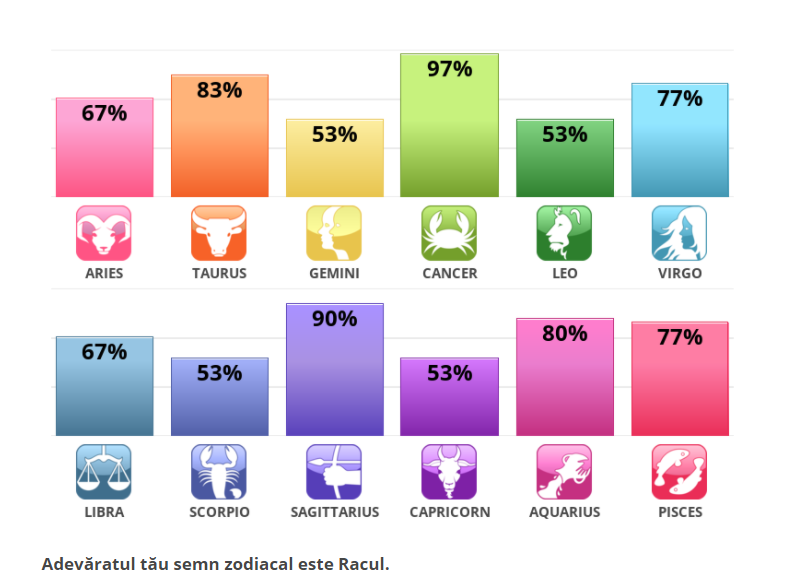 67% 83% 53% 97% 53% 77%
ARIES TAURUS GEMINI CANCER LEO VIRGO
67% 53% 90% 53% 80% 77%
LIBRA SCORPIO SAGITTARIUS CAPRICORN AQUARIUS PISCES
Adevăratul tău semn zodiacal este Racul.